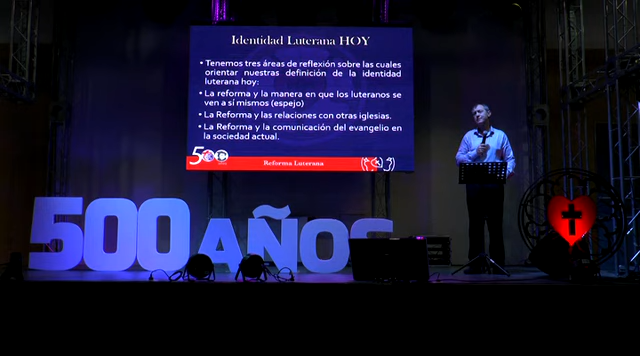 Identidad Luterana HOY
• Tenemos tres áreas de reflexión sobre las cuales
orientar nuestras definición de la identidad
luterana hoy:
• La reforma y la manera en que los luteranos se
ven a sí mismos (espejo)
• La Reforma y las relaciones con otras iglesias.
• La Reforma y la comunicación del evangelio en
la sociedad actual.
Reforma Luterana
500 AÑOS